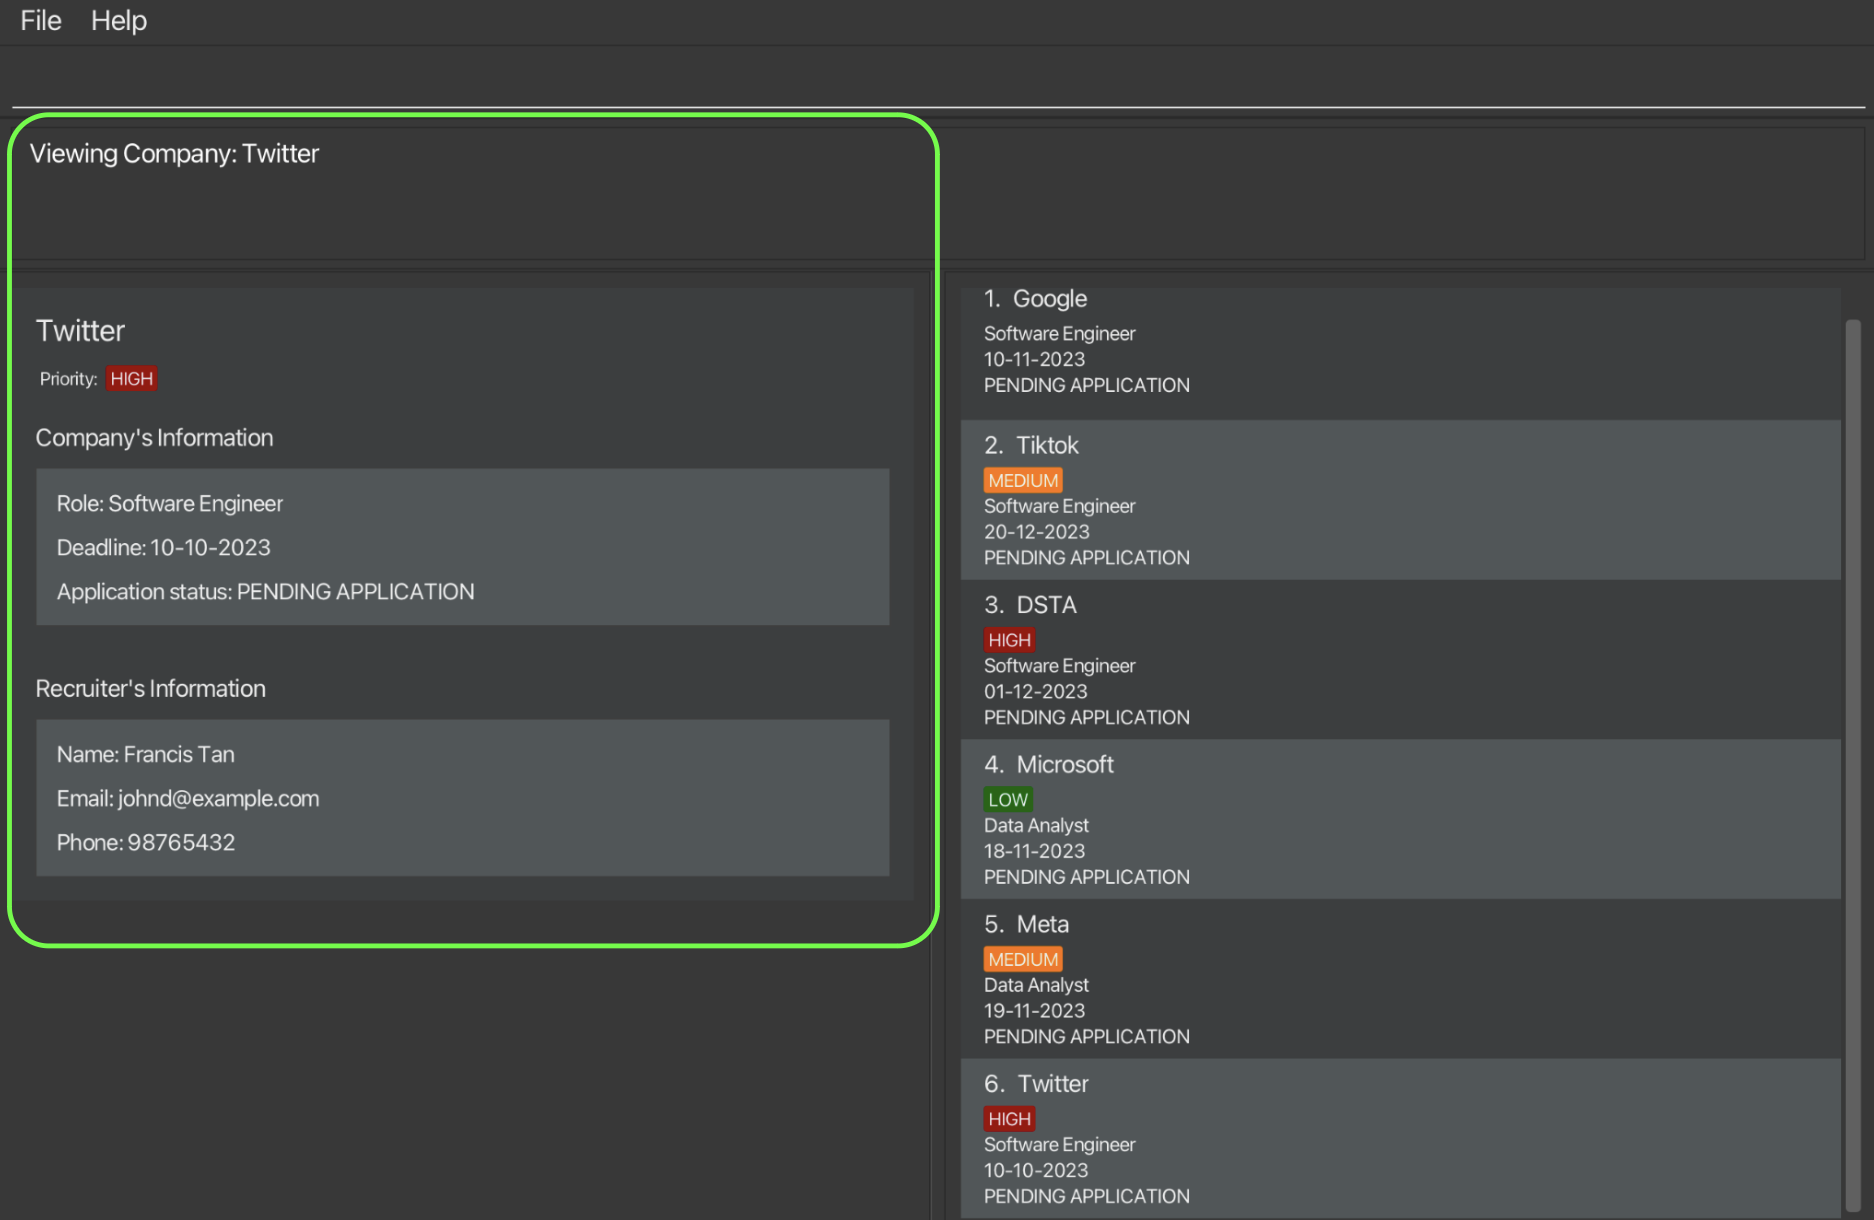 File Help
Viewing Company: Twitter
Twitter
Priority: HIGH
Company's Information
Role: Software Engineer
Deadline: 10-10-2023
Application status: PENDING APPLICATION
Recruiter's Information
Name: Francis Tan
Email: johnd@example.com
Phone: 98765432
1. Google
Software Engineer
10-11-2023
PENDING APPLICATION
2. Tiktok
MEDIUM
Software Engineer
20-12-2023
PENDING APPLICATION
3. DSTA
HIGH
Software Engineer
01-12-2023
PENDING APPLICATION
4. Microsoft
LOW
Data Analyst
18-11-2023
PENDING APPLICATION
5. Meta
MEDIUM
Data Analyst
19-11-2023
PENDING APPLICATION
6. Twitter
HIGH
Software Engineer
10-10-2023
PENDING APPLICATION